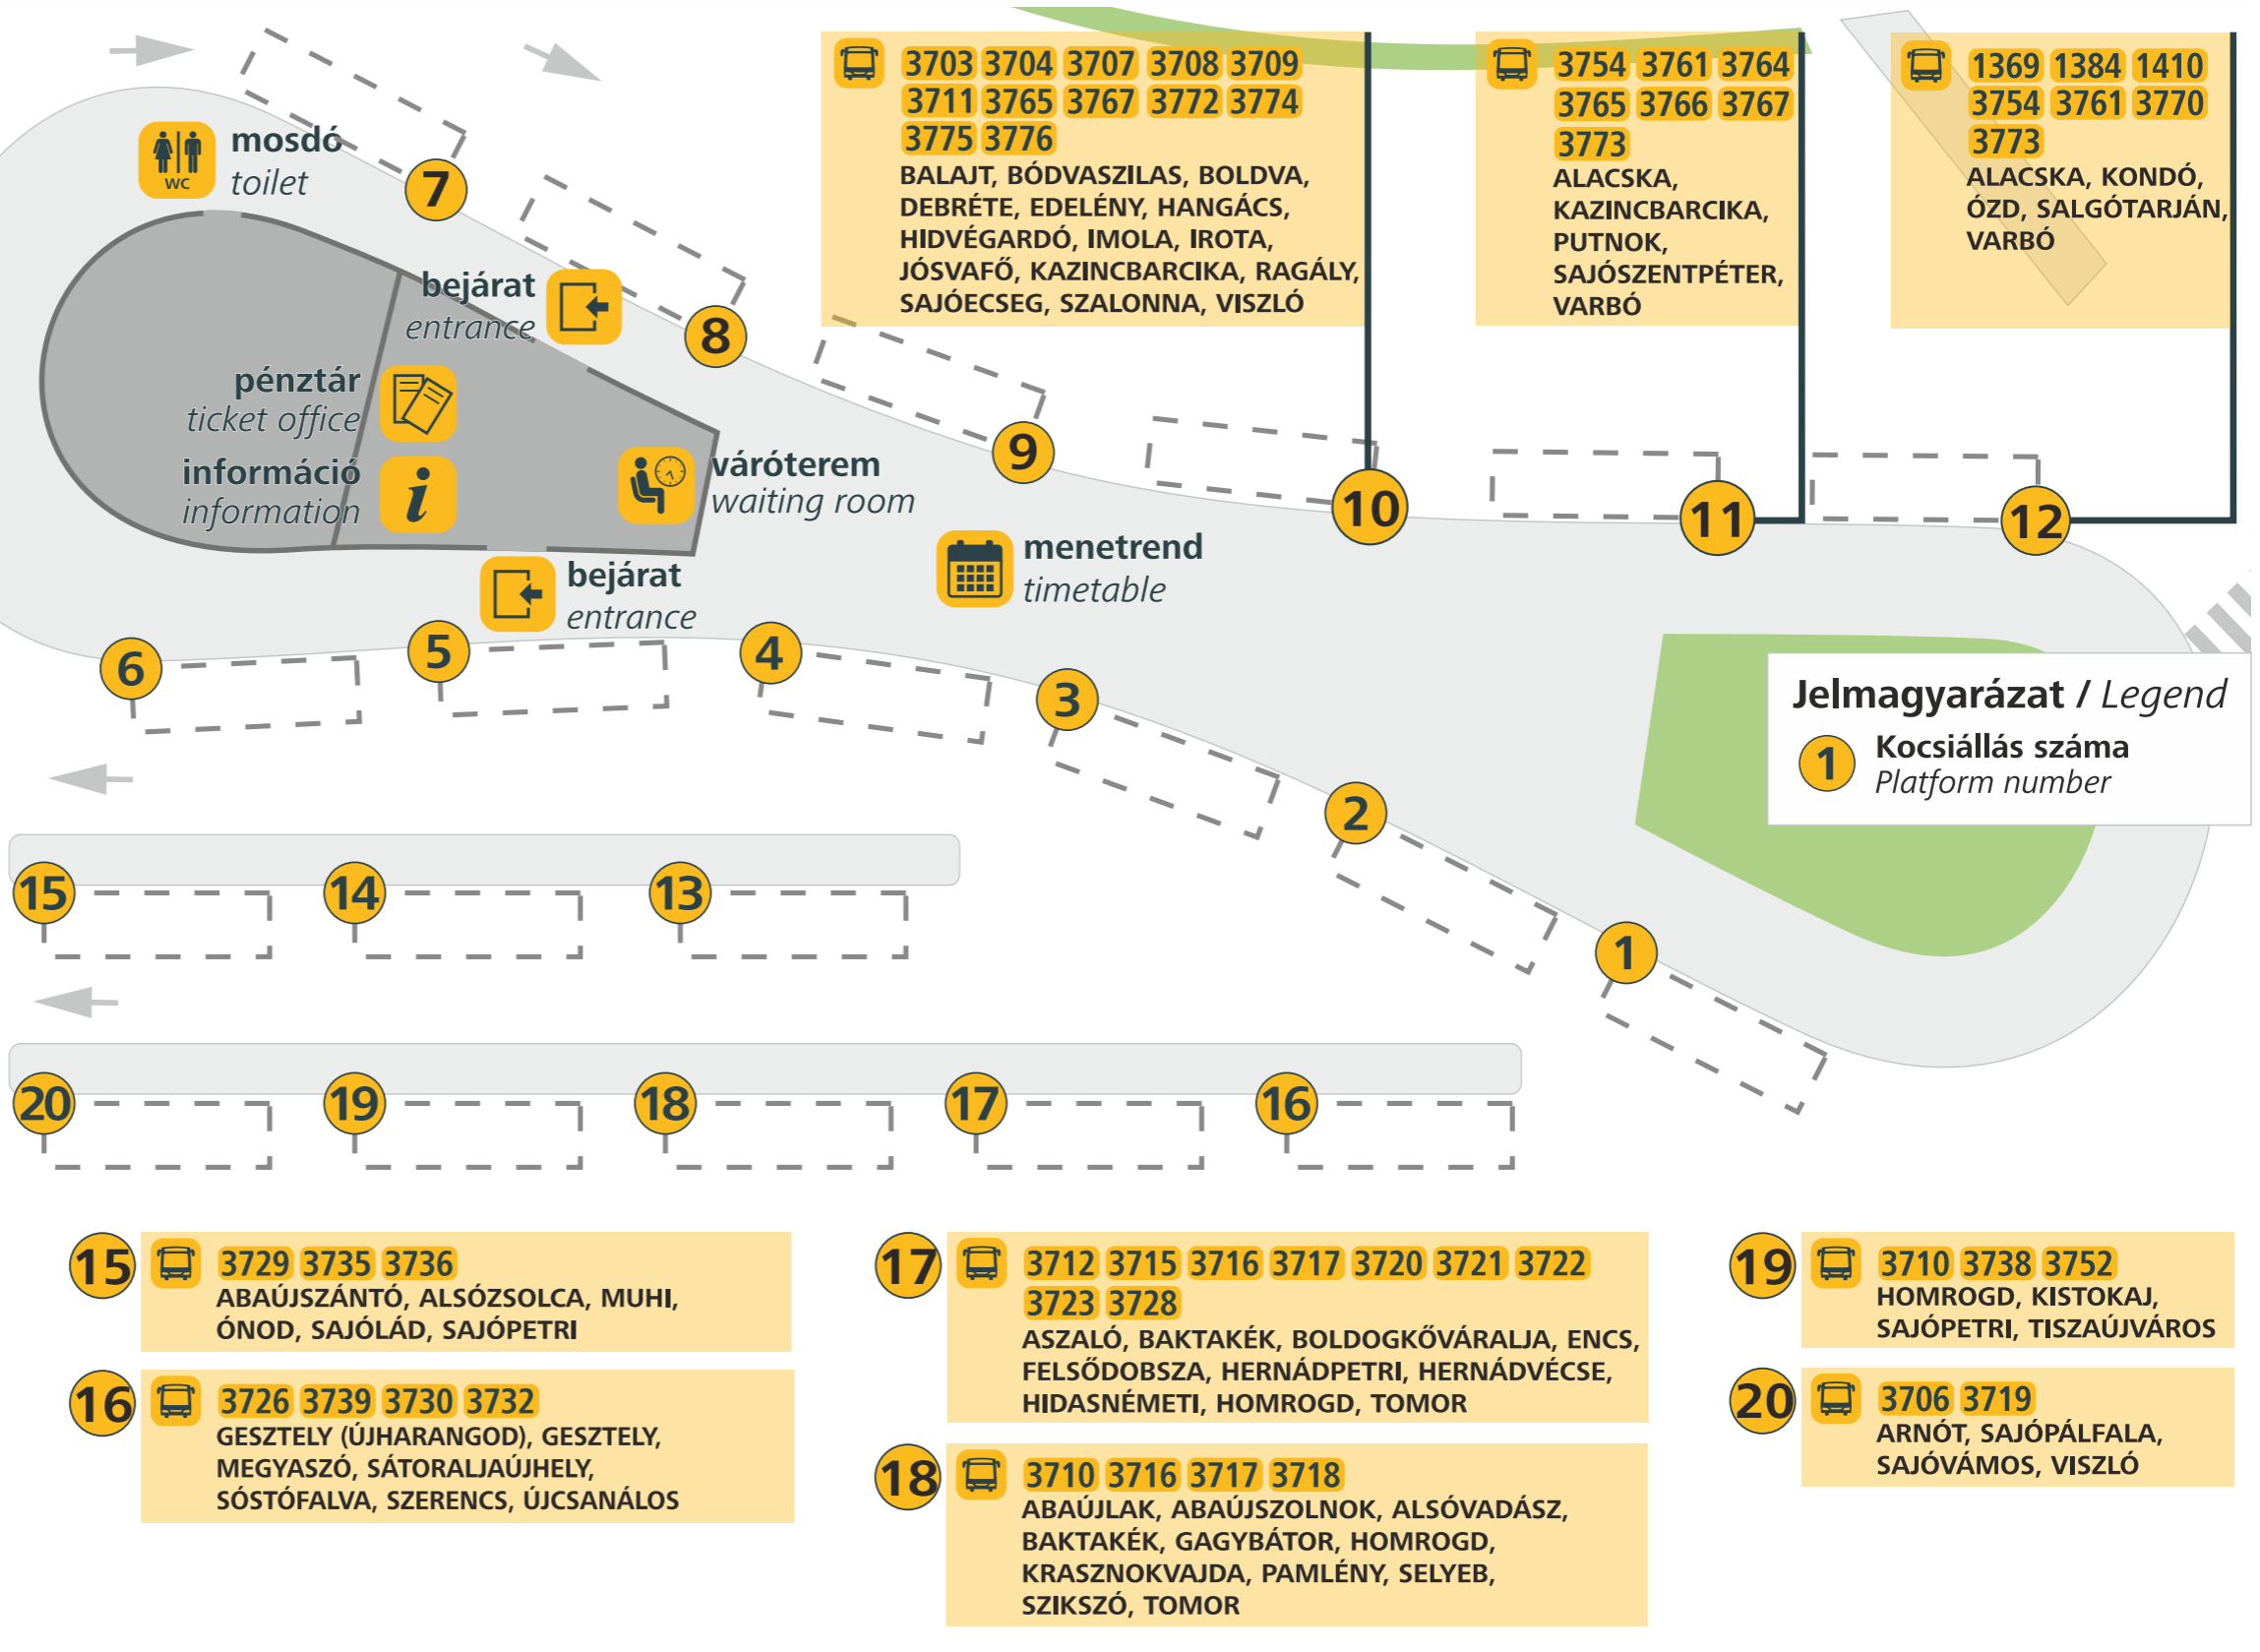 mosdó
toilet
WC
7
bejárat
entrance
8
pénztár
ticket office
információ
information
váróterem
waiting room
9
menetrend
timetable
bejárat
entrance
3703 3704 3707 3708 3709
3711 3765 3767 3772 3774
3775 3776
BALAJT, BÓDVASZILAS, BOLDVA,
DEBRÉTE, EDELÉNY, HANGÁCS,
HIDVÉGARDÓ, IMOLA, IROTA,
JÓSVAFŐ, KAZINCBARCIKA, RAGÁLY,
SAJÓECSEG, SZALONNA, VISZLÓ
10
3754 3761 3764
3765 3766 3767
3773
ALACSKA,
KAZINCBARCIKA,
PUTNOK,
SAJÓSZENTPÉTER,
VARBÓ
11
1369 1384 1410
3754 3761 3770
3773
ALACSKA, KONDÓ,
ÓZD, SALGÓTARJÁN,
VARBÓ
12
6
5
4
3
2
1
Jelmagyarázat / Legend
1
Kocsiállás száma
Platform number
15
14
13
20
19
18
17
16
15
3729 3735 3736
ABAÚJSZÁNTÓ, ALSÓZSOLCA, MUHI,
ÓNOD, SAJÓLÁD, SAJÓPETRI
16
3726 3739 3730 3732
GESZTELY (ÚJHARANGOD), GESZTELY,
MEGYASZÓ, SÁTORALJAÚJHELY,
SÓSTÓFALVA, SZERENCS, ÚJCSANÁLOS
17
3712 3715 3716 3717 3720 3721 3722
3723 3728
ASZALÓ, BAKTAKÉK, BOLDOGKŐVÁRALJA, ENCS,
FELSŐDOBSZA, HERNÁDPETRI, HERNÁDVÉCSE,
HIDASNÉMETI, HOMROGD, TOMOR
18
3710 3716 3717 3718
ABAÚJLAK, ABAÚJSZOLNOK, ALSÓVADÁSZ,
BAKTAKÉK, GAGYBÁTOR, HOMROGD,
KRASZNOKVAJDA, PAMLÉNY, SELYEB,
SZIKSZÓ, TOMOR
19
3710 3738 3752
HOMROGD, KISTOKAJ,
SAJÓPETRI, TISZAÚJVÁROS
20
3706 3719
ARNÓT, SAJÓPÁLFALA,
SAJÓVÁMOS, VISZLÓ